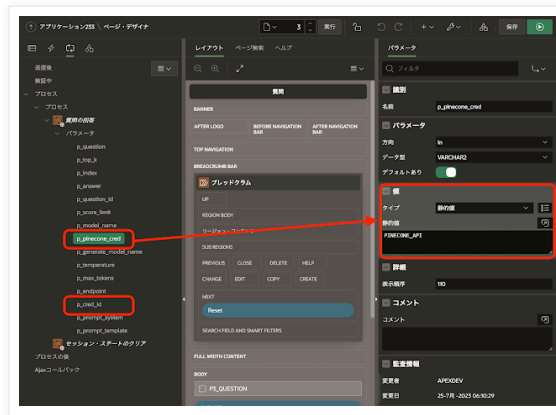 アプリケーション233 \ ページ・デザイナ
3
実行
保存
送信後
検証中
プロセス
プロセス
質問の回答
パラメータ
p_question
p_top_k
p_index
p_answer
p_question_id
p_score_limit
p_model_name
p_pinecone_cred
p_generate_model_name
p_temperature
p_max_tokens
p_endpoint
p_cred_id
p_prompt_system
p_prompt_template
セッション・ステートのクリア
プロセスの後
Ajaxコールバック
レイアウト
ページ検索
ヘルプ
質問
BANNER
AFTER LOGO
BEFORE NAVIGATION BAR
AFTER NAVIGATION BAR
TOP NAVIGATION
BREADCRUMB BAR
ブレッドクラム
UP
REGION BODY
SUB REGIONS
PREVIOUS
CLOSE
DELETE
HELP
CHANGE
EDIT
COPY
CREATE
NEXT
Reset
SEARCH FIELD AND SMART FILTERS
FULL WIDTH CONTENT
BODY
P3_QUESTION
パラメータ
フィルタ
識別
名前
p_pinecone_cred
パラメータ
方向
In
データ型
VARCHAR2
デフォルトあり
値
タイプ
静的値
静的値
PINECONE_API
詳細
表示順序
110
コメント
コメント
監査情報
変更者
APEXDEV
変更日
25-7月 -2023 06:10:29